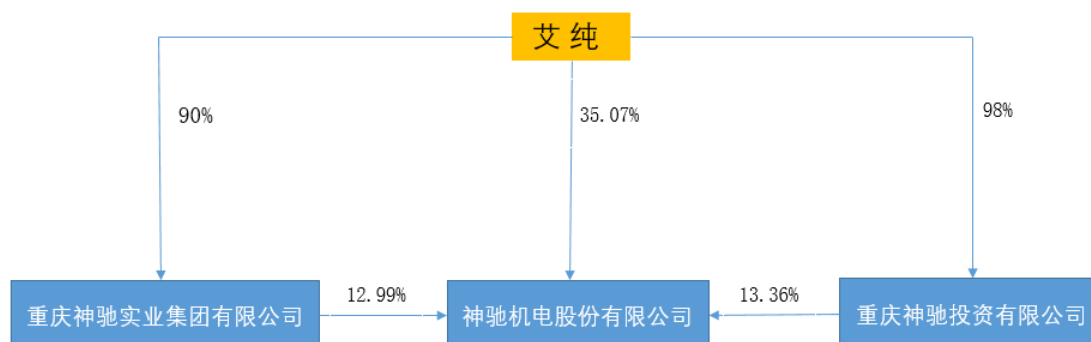 艾纯
90%
35.07%
98%
重庆神驰实业集团有限公司
12.99%
神驰机电股份有限公司
13.36%
重庆神驰投资有限公司